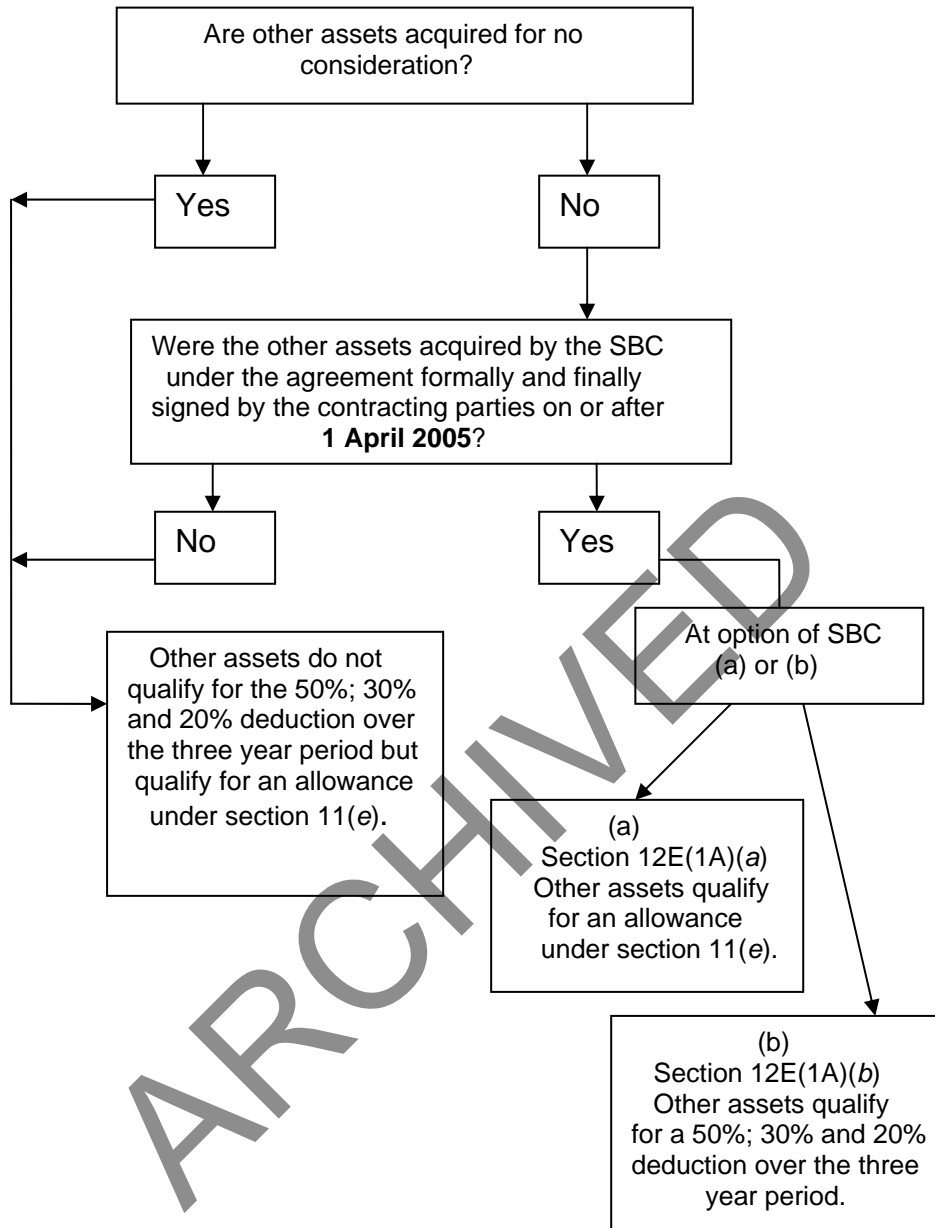 Are other assets acquired for no
consideration?
Yes
No
Were the other assets acquired by the SBC
under the agreement formally and finally
signed by the contracting parties on or after
1 April 2005?
No
Yes
At option of SBC
(a) or (b)
Other assets do not
qualify for the 50%; 30%
and 20% deduction over
the three year period but
qualify for an allowance
under section 11(e).
(a)
Section 12E(1A)(a)
Other assets qualify
for an allowance
under section 11(e).
(b)
Section 12E(1A)(b)
Other assets qualify
for a 50%; 30% and 20%
deduction over the three
year period.
ARCHIVED